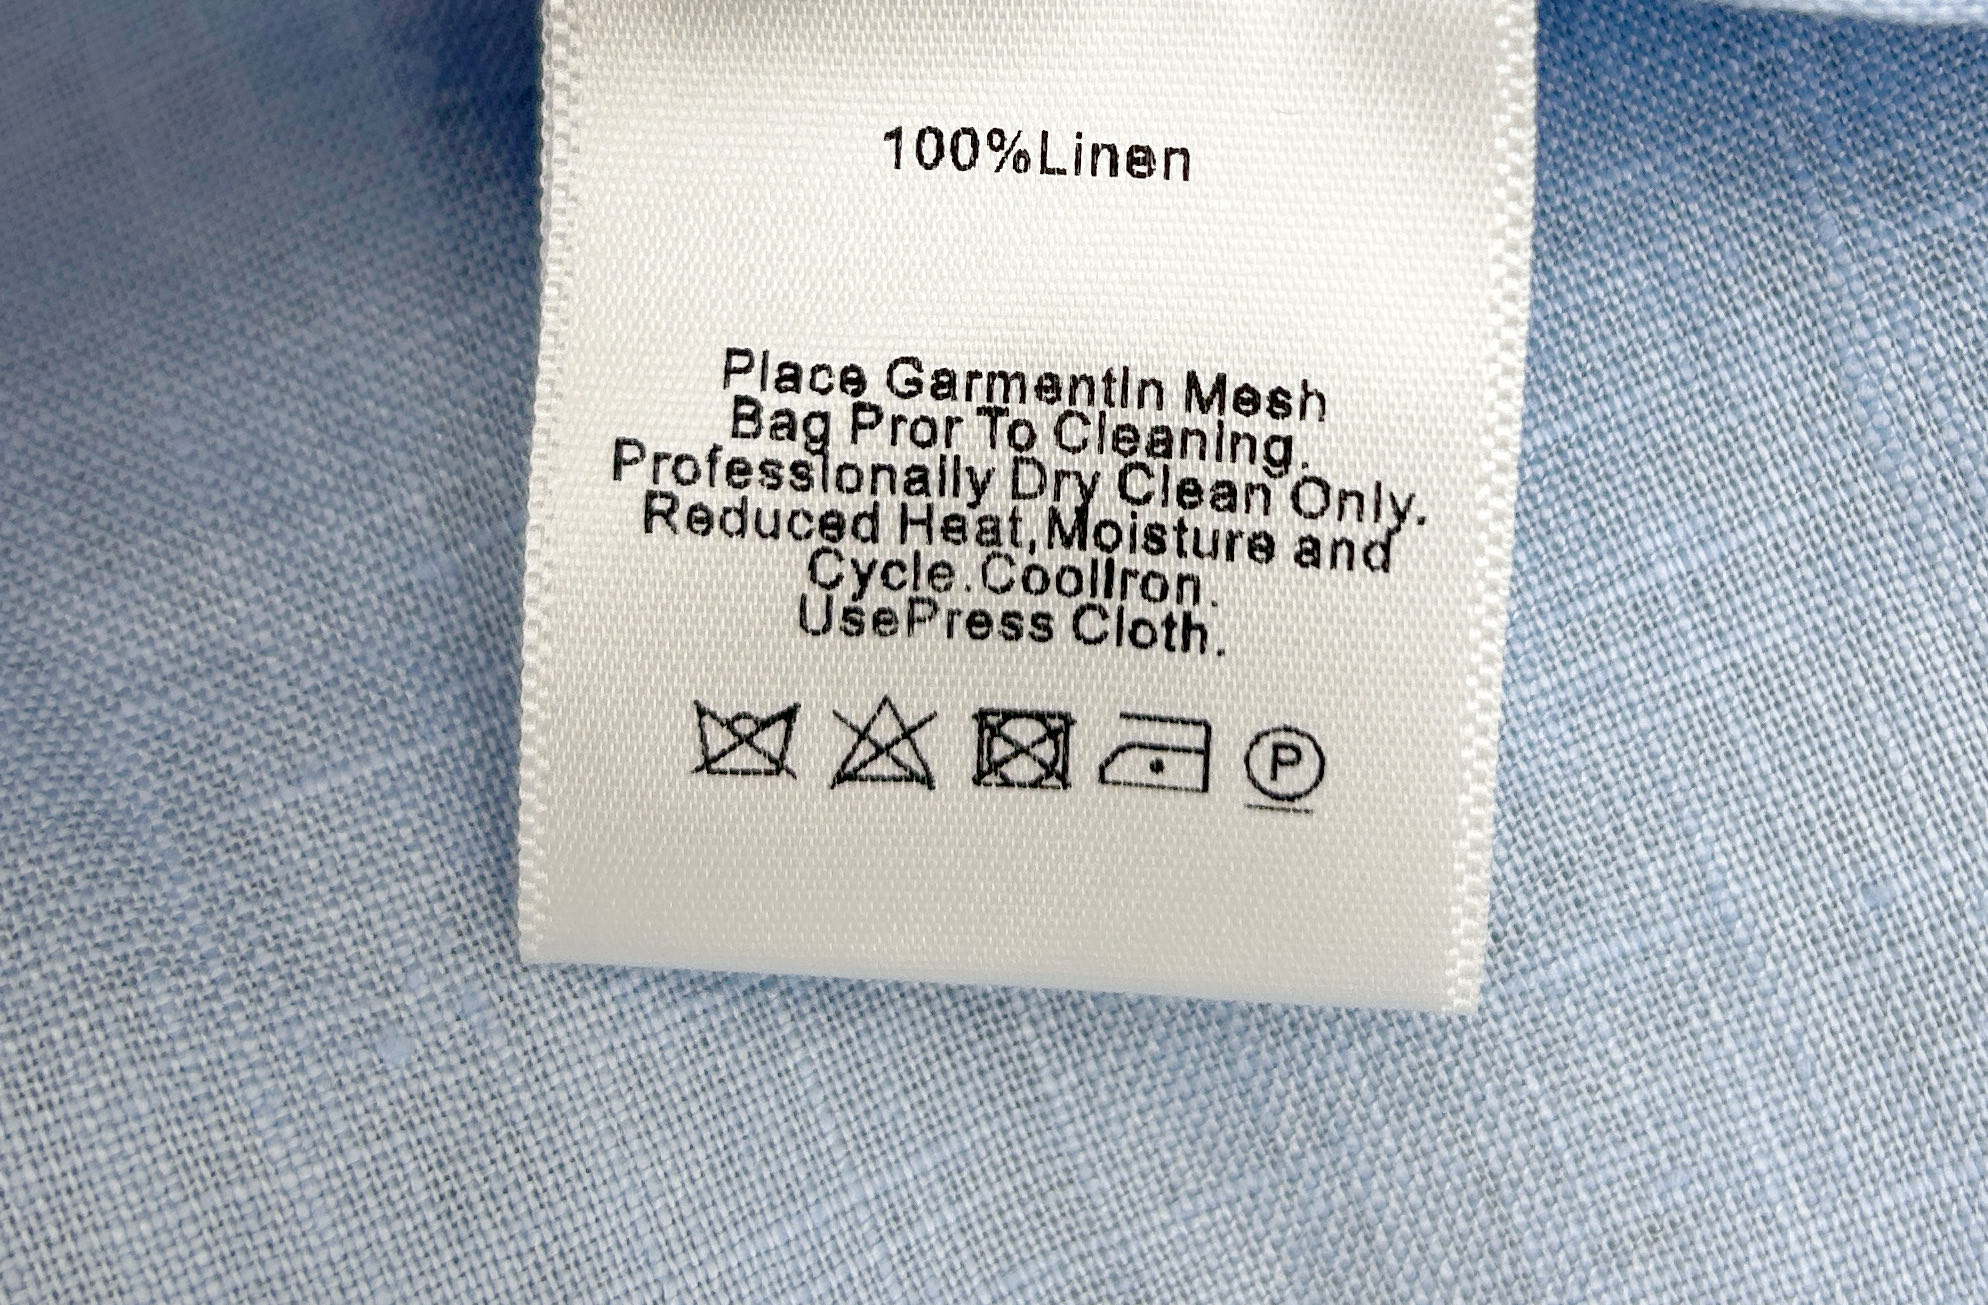 100%Linen
Place GarmentIn Mesh
Bag Pror To Cleaning.
Professionally Dry Clean Only.
Reduced Heat,Moisture and
Cycle.CoolIron.
UsePress Cloth.
P